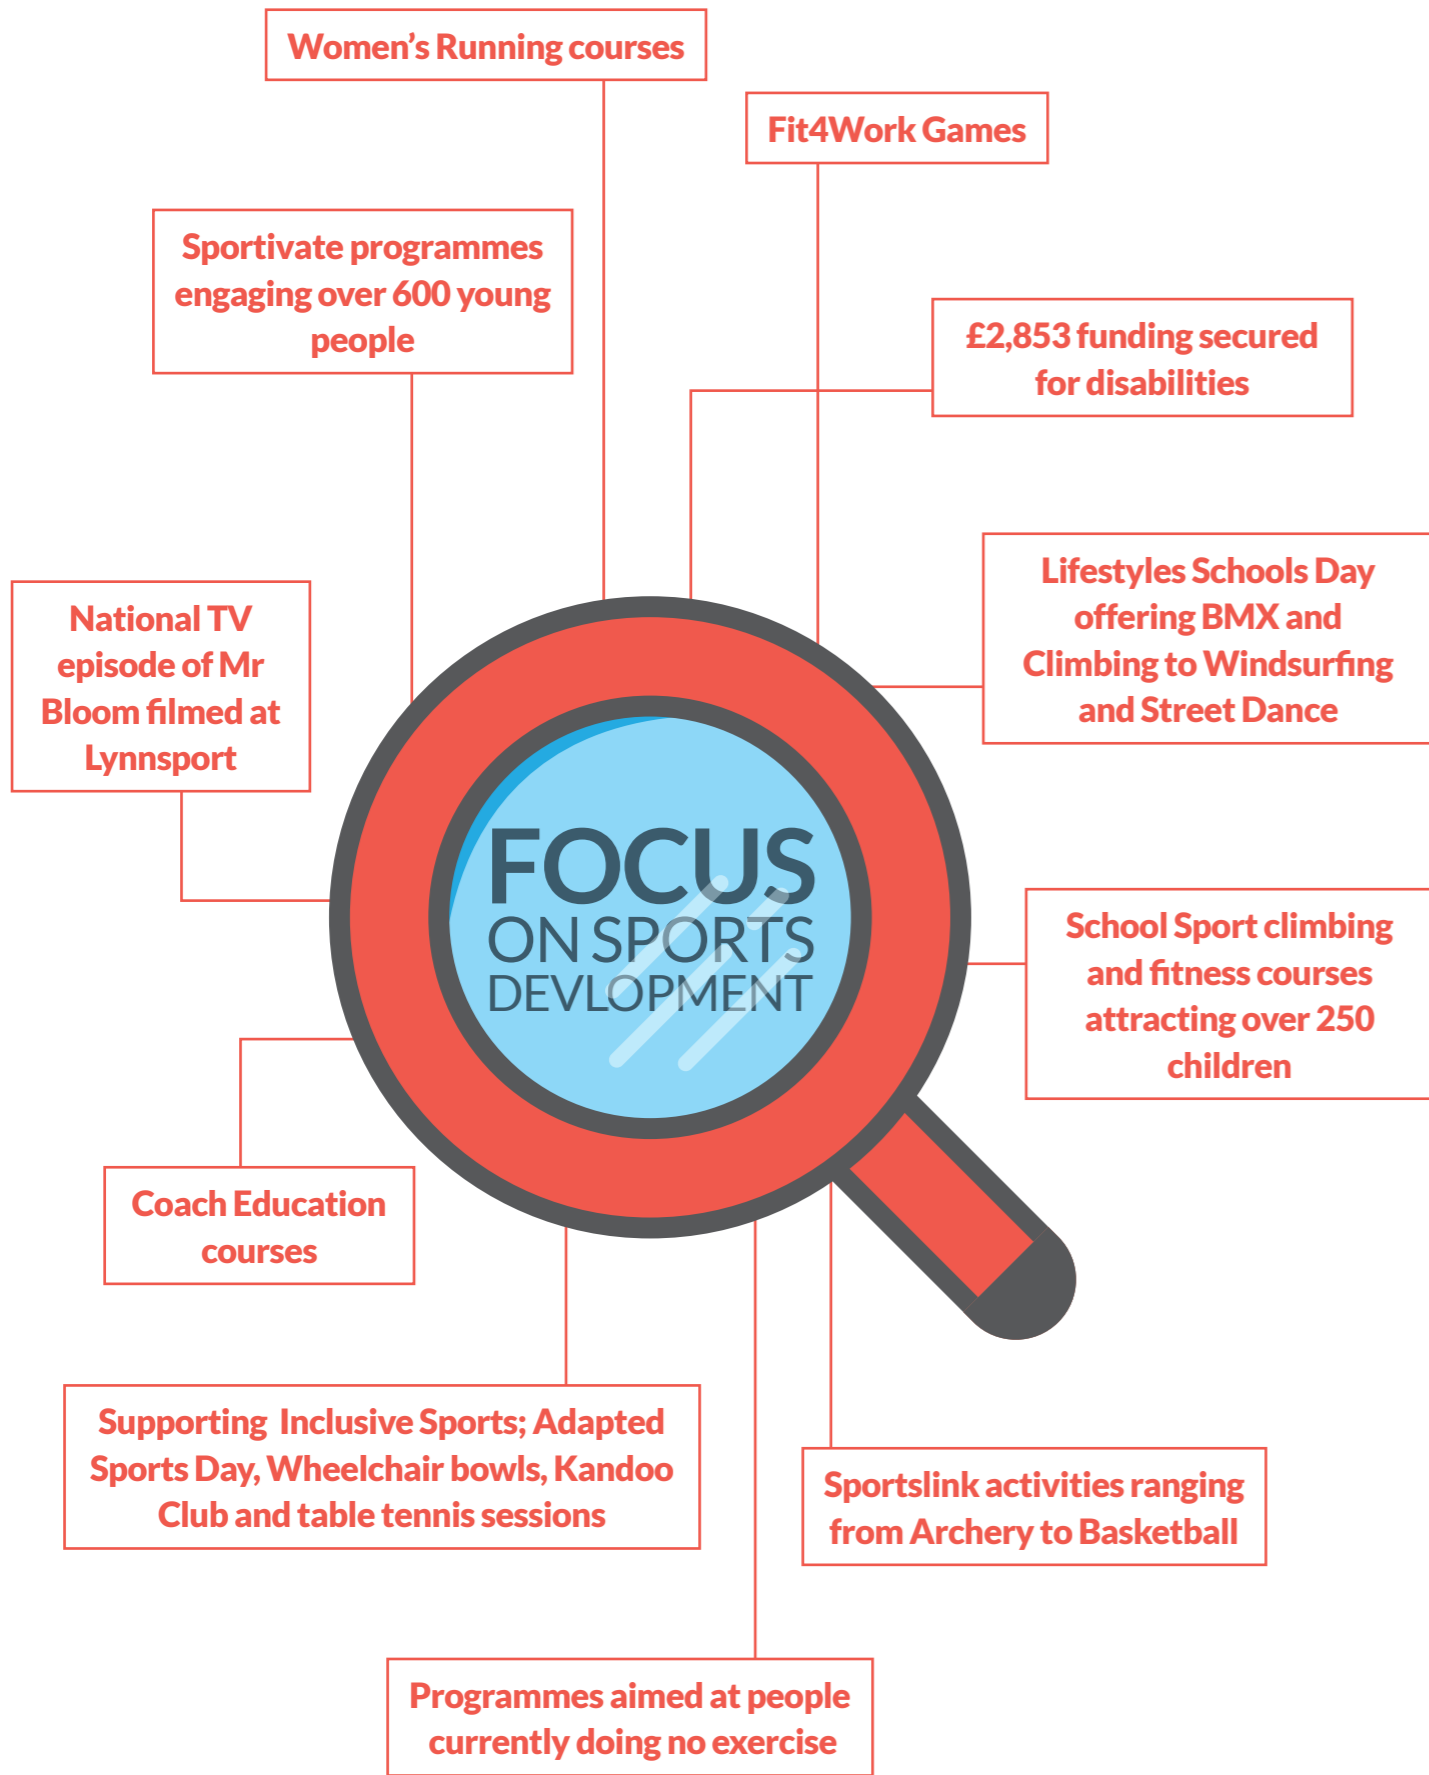 Women's Running courses
Fit4Work Games
Sportivate programmes
engaging over 600 young
people
£2,853 funding secured
for disabilities
Lifestyles Schools Day
offering BMX and
Climbing to Windsurfing
and Street Dance
National TV
episode of Mr
Bloom filmed at
Lynnsport
FOCUS
ON SPORTS
DEVLOPMENT
School Sport climbing
and fitness courses
attracting over 250
children
Coach Education
courses
Supporting Inclusive Sports; Adapted
Sports Day, Wheelchair bowls, Kandoo
Club and table tennis sessions
Sportslink activities ranging
from Archery to Basketball
Programmes aimed at people
currently doing no exercise